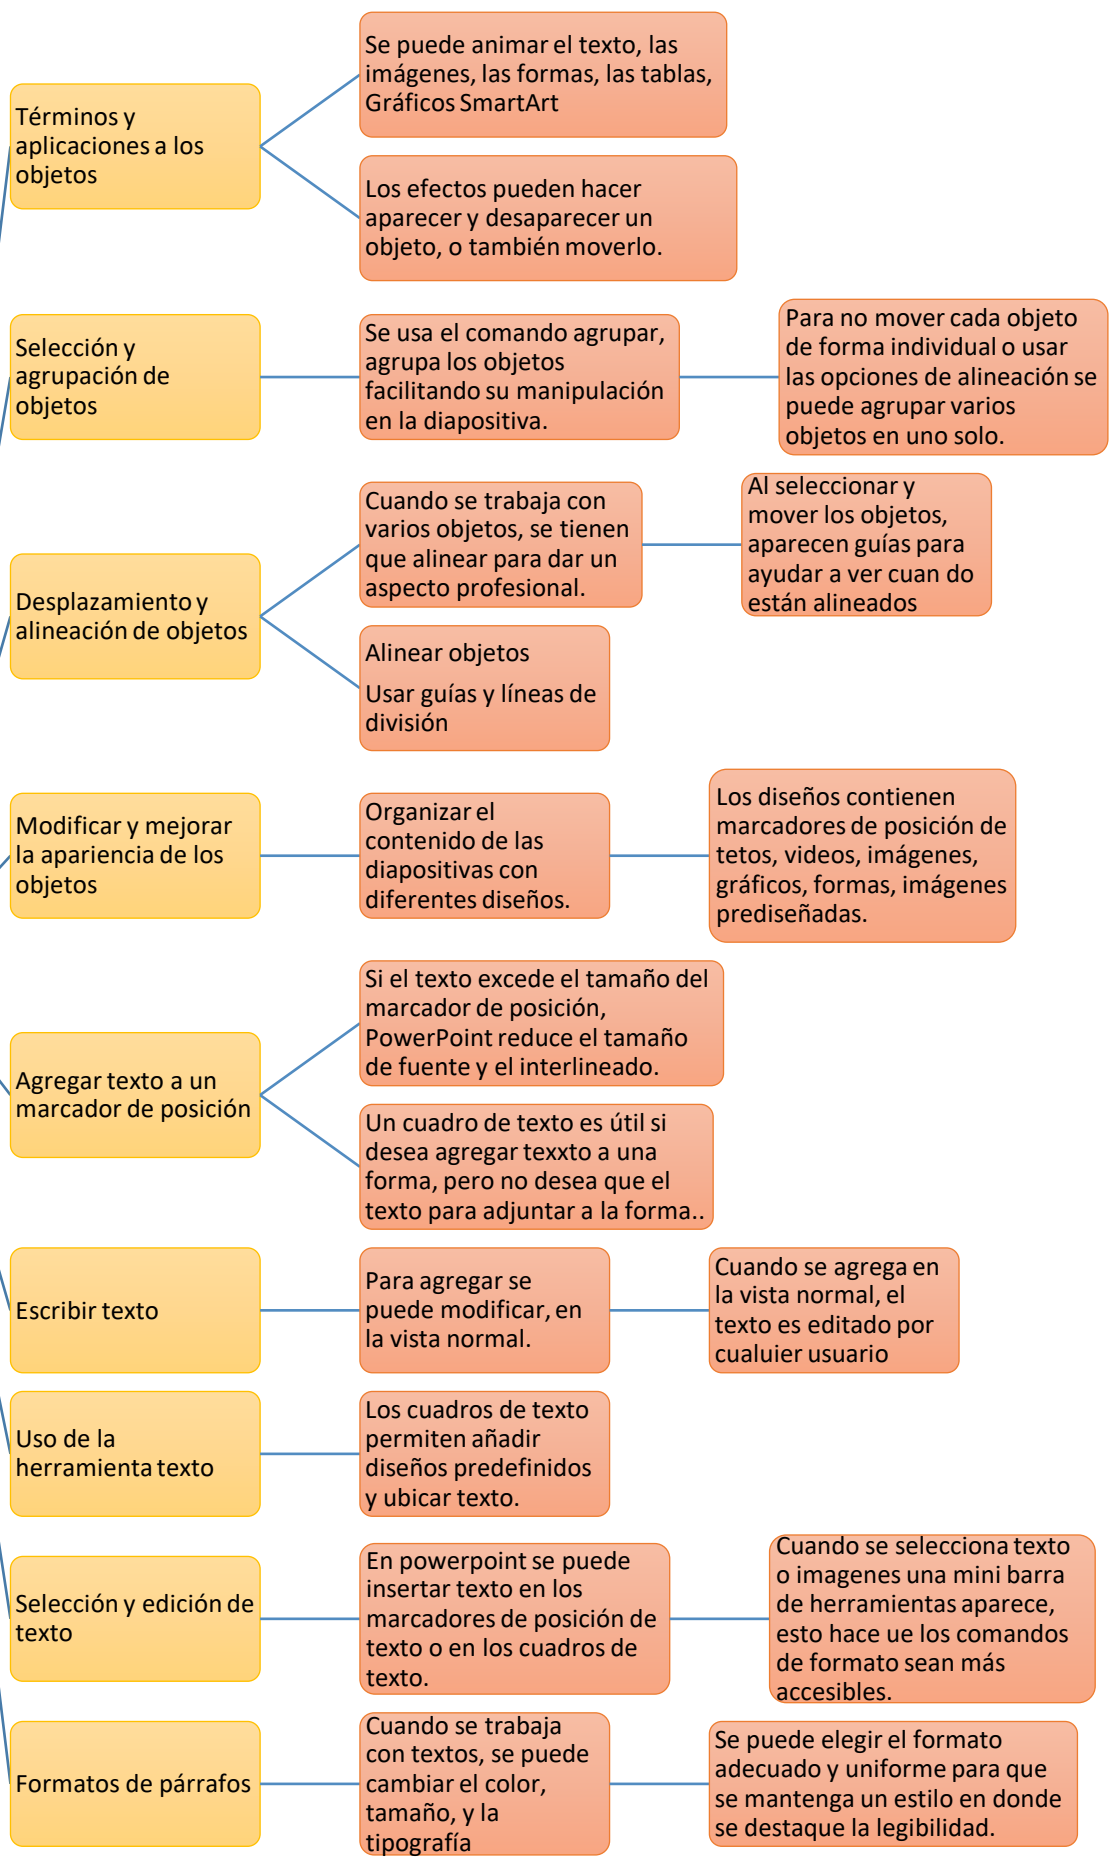 Términos y
aplicaciones a los
objetos
Se puede animar el texto, las
imágenes, las formas, las tablas,
Gráficos SmartArt
Los efectos pueden hacer
aparecer y desaparecer un
objeto, o también moverlo.
Selección y
agrupación de
objetos
Se usa el comando agrupar,
agrupa los objetos
facilitando su manipulación
en la diapositiva.
Para no mover cada objeto
de forma individual o usar
las opciones de alineación se
puede agrupar varios
objetos en uno solo.
Desplazamiento y
alineación de objetos
Cuando se trabaja con
varios objetos, se tienen
que alinear para dar un
aspecto profesional.
Al seleccionar y
mover los objetos,
aparecen guías para
ayudar a ver cuan do
están alineados
Alinear objetos
Usar guías y líneas de
división
Modificar y mejorar
la apariencia de los
objetos
Organizar el
contenido de las
diapositivas con
diferentes diseños.
Los diseños contienen
marcadores de posición de
tetos, videos, imágenes,
gráficos, formas, imágenes
prediseñadas.
Agregar texto a un
marcador de posición
Si el texto excede el tamaño del
marcador de posición,
PowerPoint reduce el tamaño
de fuente y el interlineado.
Un cuadro de texto es útil si
desea agregar texxto a una
forma, pero no desea que el
texto para adjuntar a la forma..
Escribir texto
Para agregar se
puede modificar, en
la vista normal.
Cuando se agrega en
la vista normal, el
texto es editado por
cualuier usuario
Uso de la
herramienta texto
Los cuadros de texto
permiten añadir
diseños predefinidos
y ubicar texto.
Selección y edición de
texto
En powerpoint se puede
insertar texto en los
marcadores de posición de
texto o en los cuadros de
texto.
Cuando se selecciona texto
o imagenes una mini barra
de herramientas aparece,
esto hace ue los comandos
de formato sean más
accesibles.
Formatos de párrafos
Cuando se trabaja
con textos, se puede
cambiar el color,
tamaño, y la
tipografía
Se puede elegir el formato
adecuado y uniforme para que
se mantenga un estilo en donde
se destaque la legibilidad.